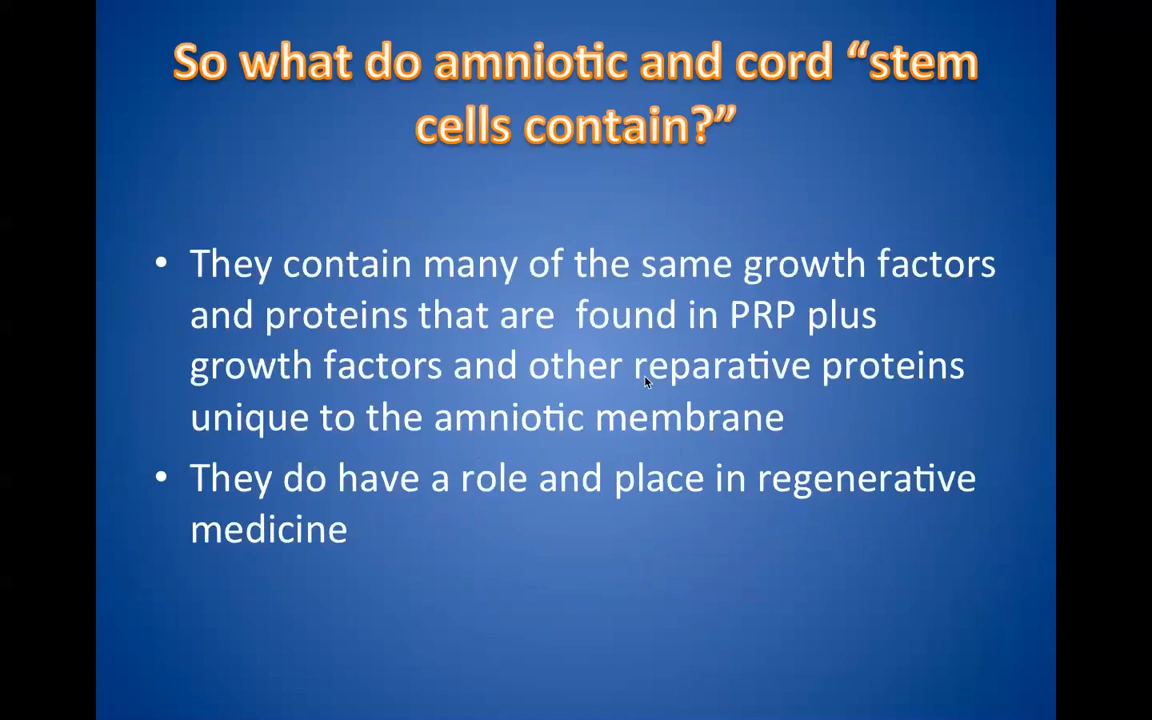 So what do amniotic and cord “stem
cells contain?”
• They contain many of the same growth factors
and proteins that are  found in PRP plus
growth factors and other reparative proteins
unique to the amniotic membrane
• They do have a role and place in regenerative
medicine